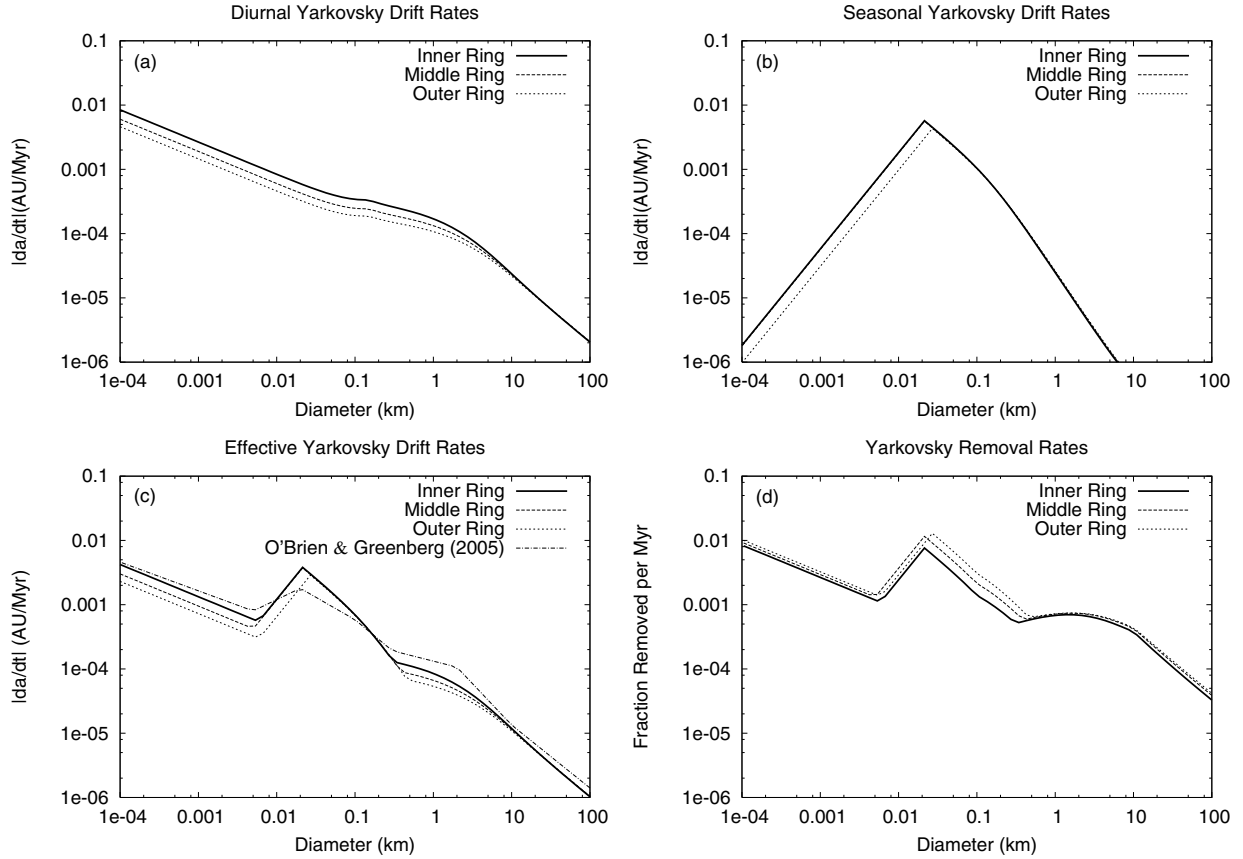 Diurnal Yarkovsky Drift Rates
(a)
Inner Ring
Middle Ring
Outer Ring
0.1
0.01
0.001
1e-04
1e-05
1e-06
|da/dt|(AU/Myr)
1e-04 0.001 0.01 0.1 1 10 100
Diameter (km)
Seasonal Yarkovsky Drift Rates
(b)
Inner Ring
Middle Ring
Outer Ring
0.1
0.01
0.001
1e-04
1e-05
1e-06
|da/dt|(AU/Myr)
1e-04 0.001 0.01 0.1 1 10 100
Diameter (km)
Effective Yarkovsky Drift Rates
(c)
Inner Ring
Middle Ring
Outer Ring
O'Brien & Greenberg (2005)
0.1
0.01
0.001
1e-04
1e-05
1e-06
|da/dt| (AU/Myr)
1e-04 0.001 0.01 0.1 1 10 100
Diameter (km)
Yarkovsky Removal Rates
(d)
Inner Ring
Middle Ring
Outer Ring
0.1
0.01
0.001
1e-04
1e-05
1e-06
Fraction Removed per Myr
1e-04 0.001 0.01 0.1 1 10 100
Diameter (km)